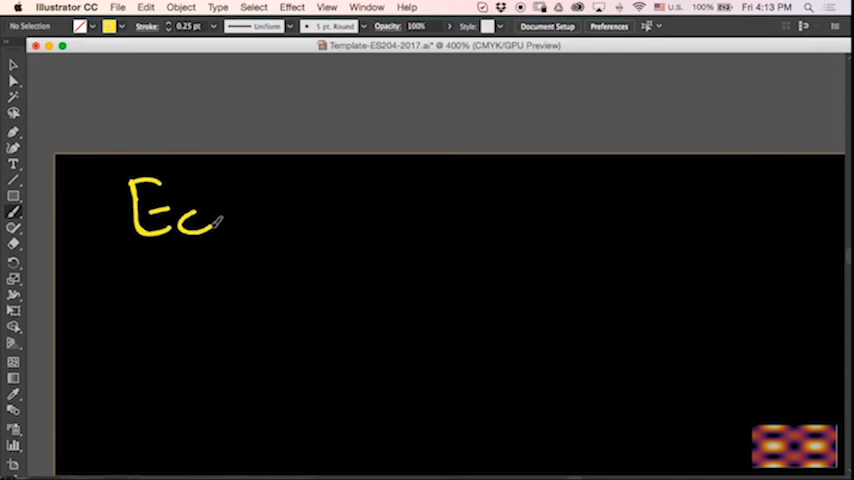 Illustrator CC File Edit Object Type Select Effect View Window Help U.S. 100% Fri 4:13 PM
No Selection Stroke: 0.25 pt Uniform 5 pt. Round Opacity: 100% Style: Document Setup Preferences
Template-ES204-2017.ai* @ 400% (CMYK/GPU Preview)
T
Ec